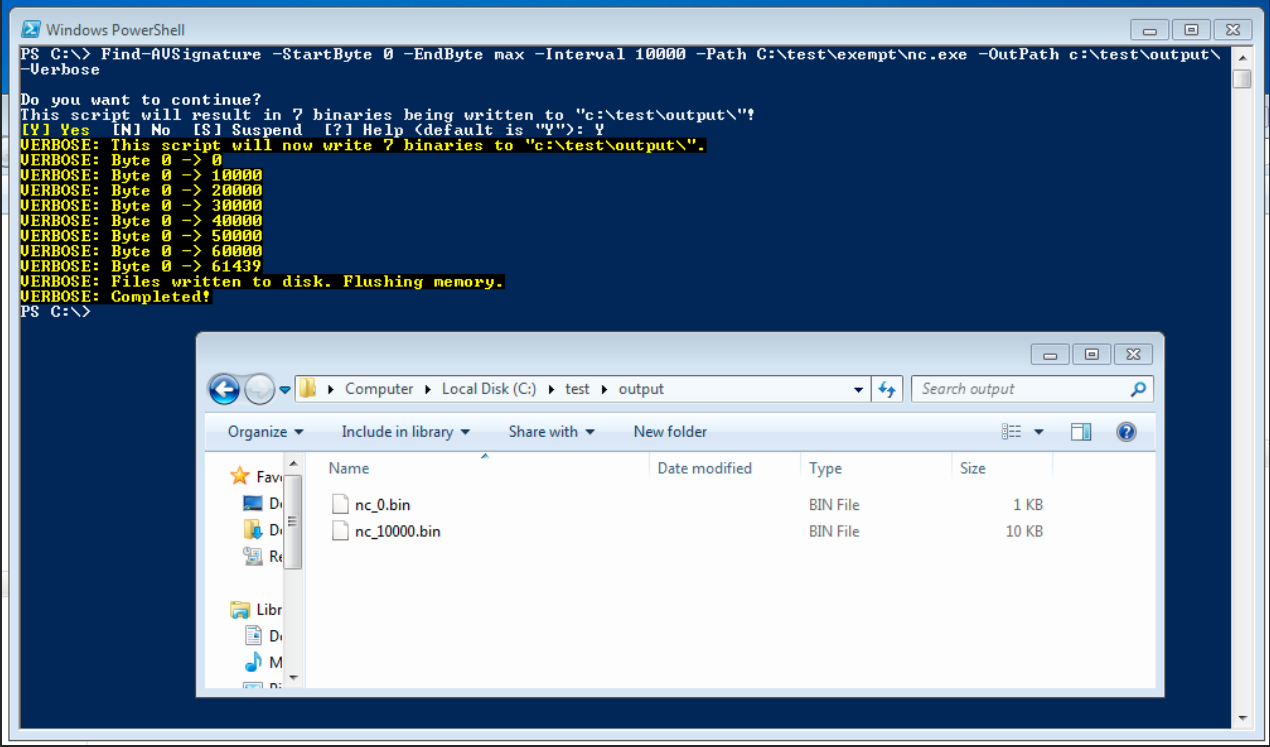 Windows PowerShell
PS C:\> Find-AVSignature -StartByte 0 -EndByte max -Interval 10000 -Path C:\test\exempt\nc.exe -OutPath c:\test\output\
-Verbose
Do you want to continue?
This script will result in 7 binaries being written to "c:\test\output\"!
[Y] Yes  [N] No  [S] Suspend  [?] Help (default is "Y"): Y
VERBOSE: This script will now write 7 binaries to "c:\test\output\".
VERBOSE: Byte 0 -> 0
VERBOSE: Byte 0 -> 10000
VERBOSE: Byte 0 -> 20000
VERBOSE: Byte 0 -> 30000
VERBOSE: Byte 0 -> 40000
VERBOSE: Byte 0 -> 50000
VERBOSE: Byte 0 -> 60000
VERBOSE: Byte 0 -> 61439
VERBOSE: Files written to disk. Flushing memory.
VERBOSE: Completed!
PS C:\>
Computer Local Disk (C:) test output Search output
Organize Include in library Share with New folder
Name Date modified Type Size
nc_0.bin BIN File 1 KB
nc_10000.bin BIN File 10 KB
Libr